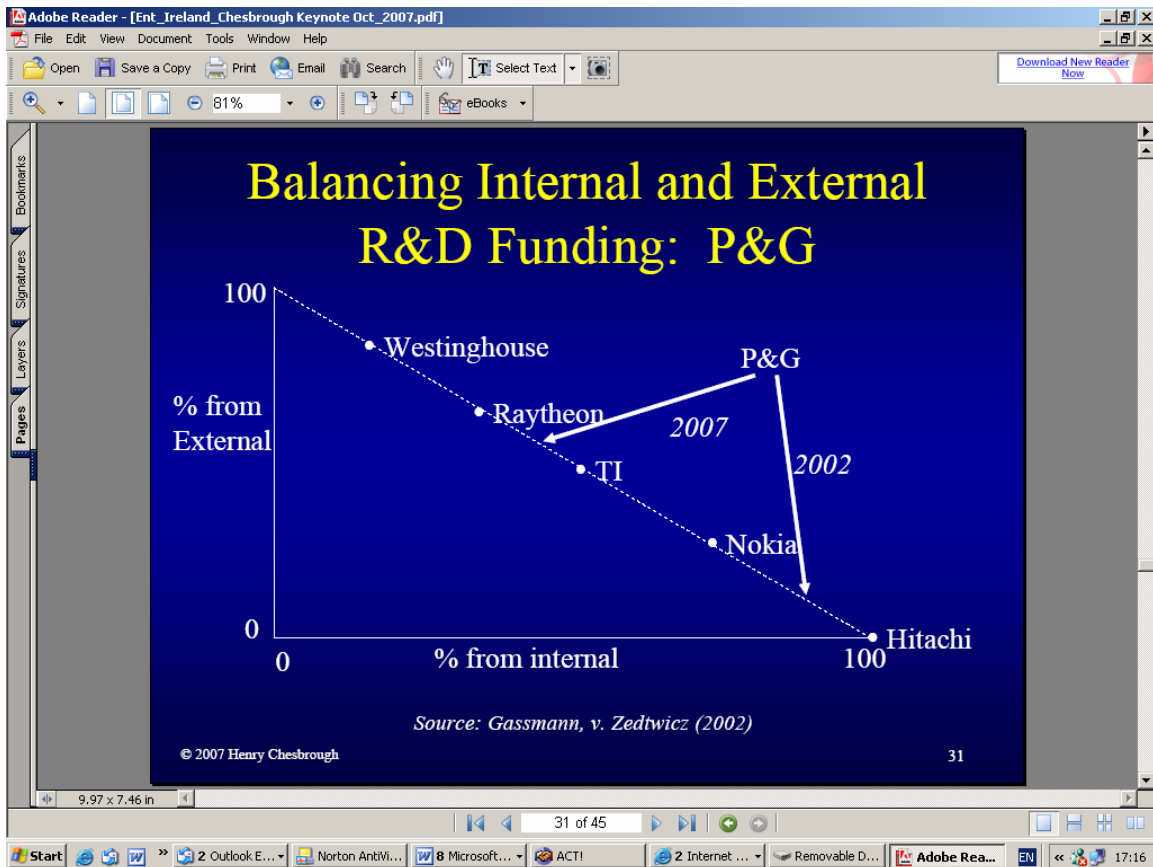 Adobe Reader - [Ent_Ireland_Chesbrough Keynote Oct_2007.pdf]
File Edit View Document Tools Window Help
Open Save a Copy Print Email Search Select Text
Download New Reader Now
81% eBooks
Bookmarks
Signatures
Layers
Pages
Balancing Internal and External
R&D Funding: P&G
100
Westinghouse
P&G
% from
External
Raytheon
2007
TI
2002
Nokia
0
Hitachi
0 % from internal 100
Source: Gassmann, v. Zedtwicz (2002)
© 2007 Henry Chesbrough 31
9.97 x 7.46 in
31 of 45
Start » 2 Outlook E... Norton AntiVi... 8 Microsoft... ACT! 2 Internet ... Removable D... Adobe Rea... EN « 17:16